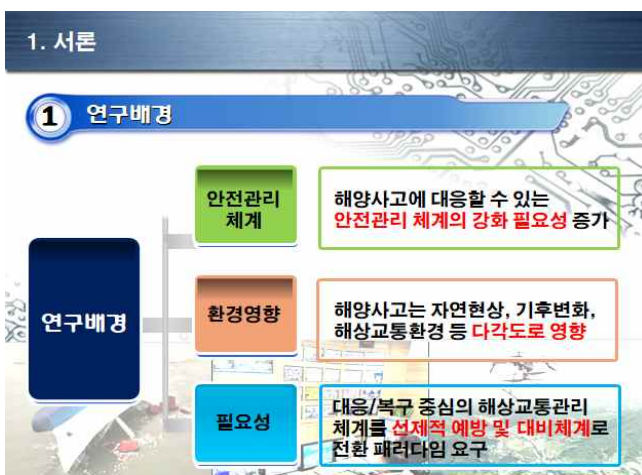 1. 서론
1 연구배경
안전관리
체계
해양사고에 대응할 수 있는
안전관리 체계의 강화 필요성 증가
연구배경
환경영향
해양사고는 자연현상, 기후변화,
해상교통환경 등 다각도로 영향
필요성
대응/복구 중심의 해상교통관리
체계를 선제적 예방 및 대비체계로
전환 패러다임 요구